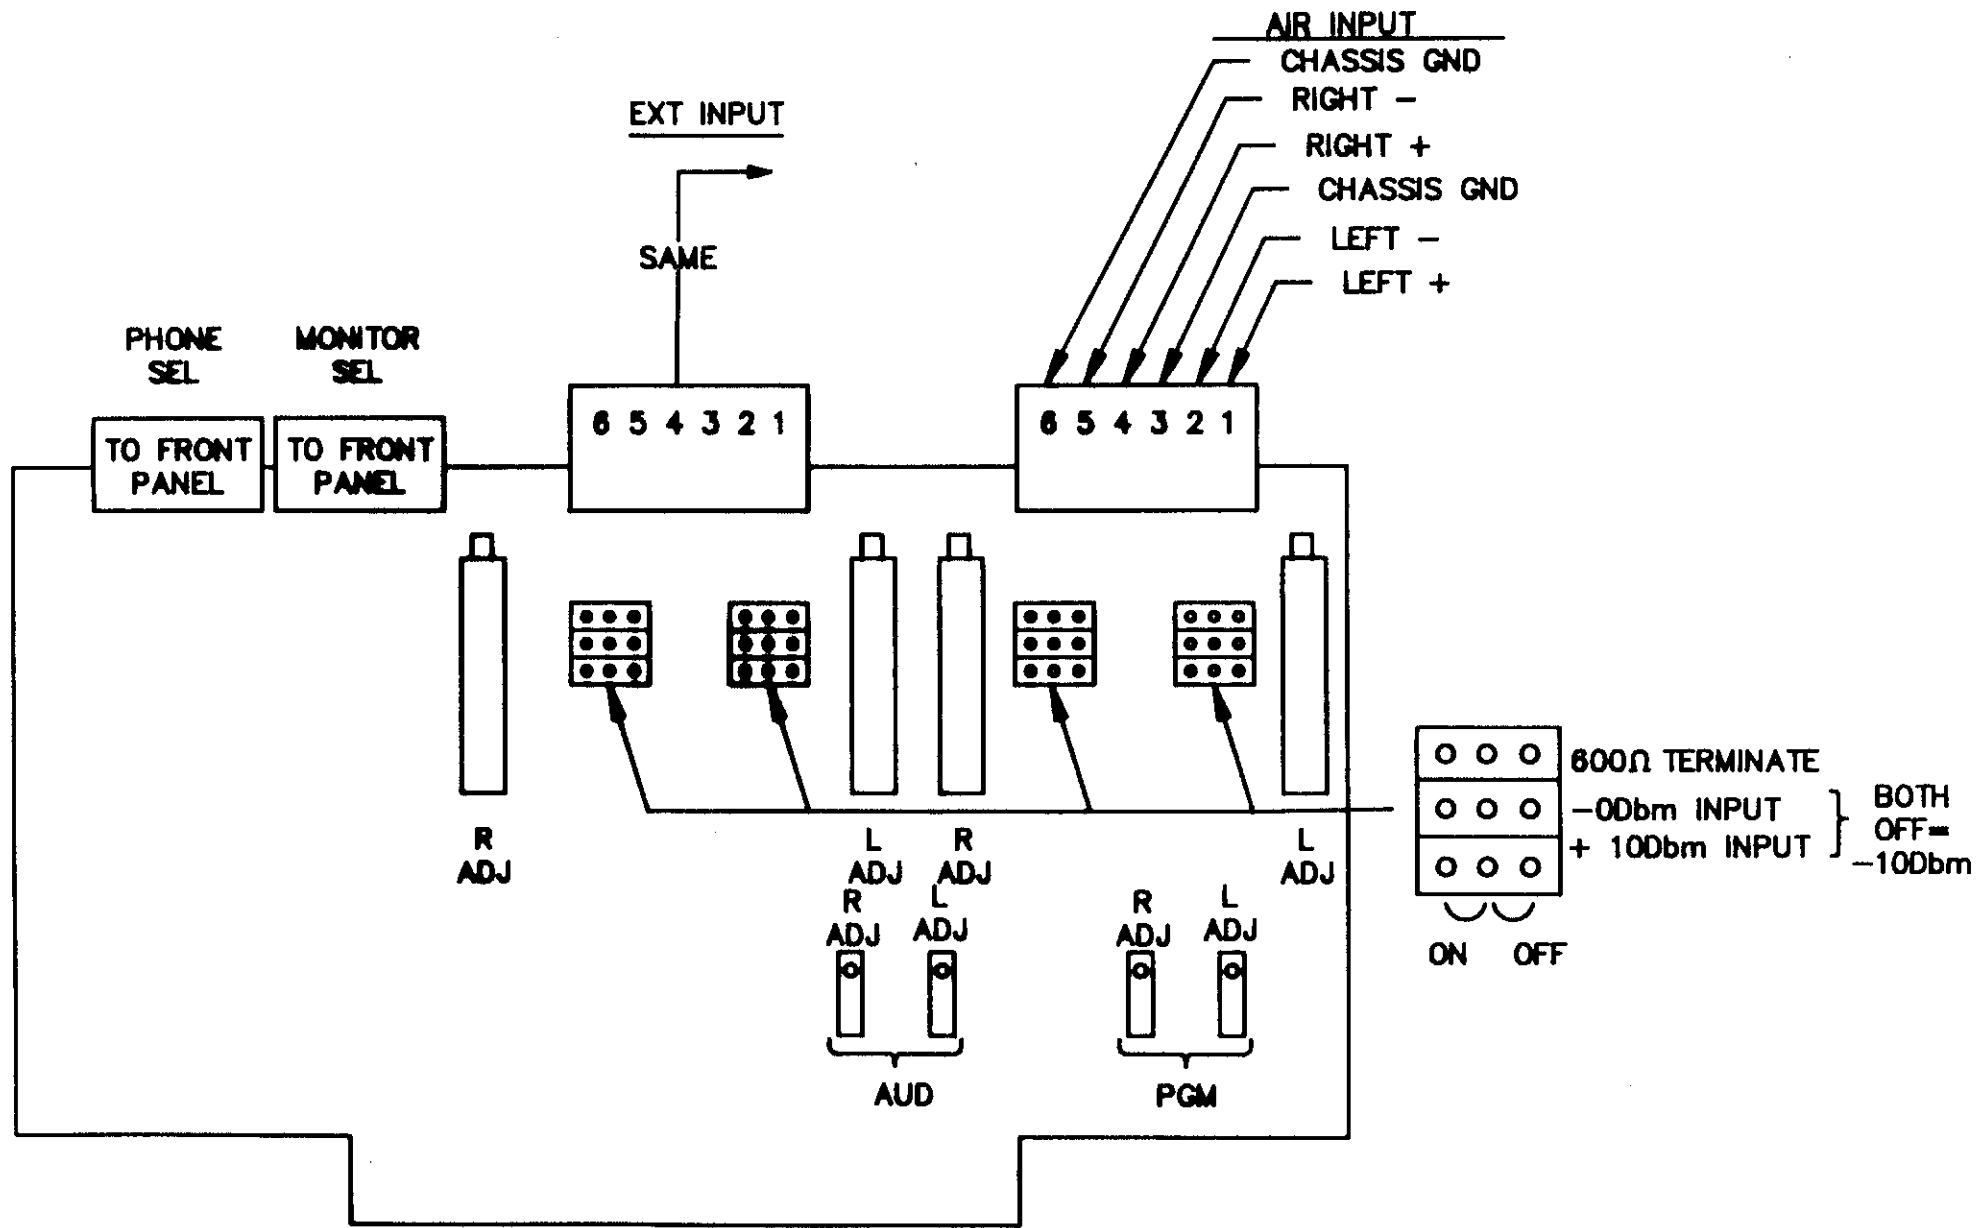 AIR INPUT
CHASSIS GND
RIGHT -
RIGHT +
CHASSIS GND
LEFT -
LEFT +
EXT INPUT
SAME
PHONE
SEL
MONITOR
SEL
TO FRONT
PANEL
TO FRONT
PANEL
6 5 4 3 2 1
6 5 4 3 2 1
R
ADJ
L
ADJ
R
ADJ
L
ADJ
R
ADJ
L
ADJ
R
ADJ
L
ADJ
AUD
PGM
600Ω TERMINATE
-0Dbm INPUT
+ 10Dbm INPUT
BOTH
OFF=
-10Dbm
ON OFF